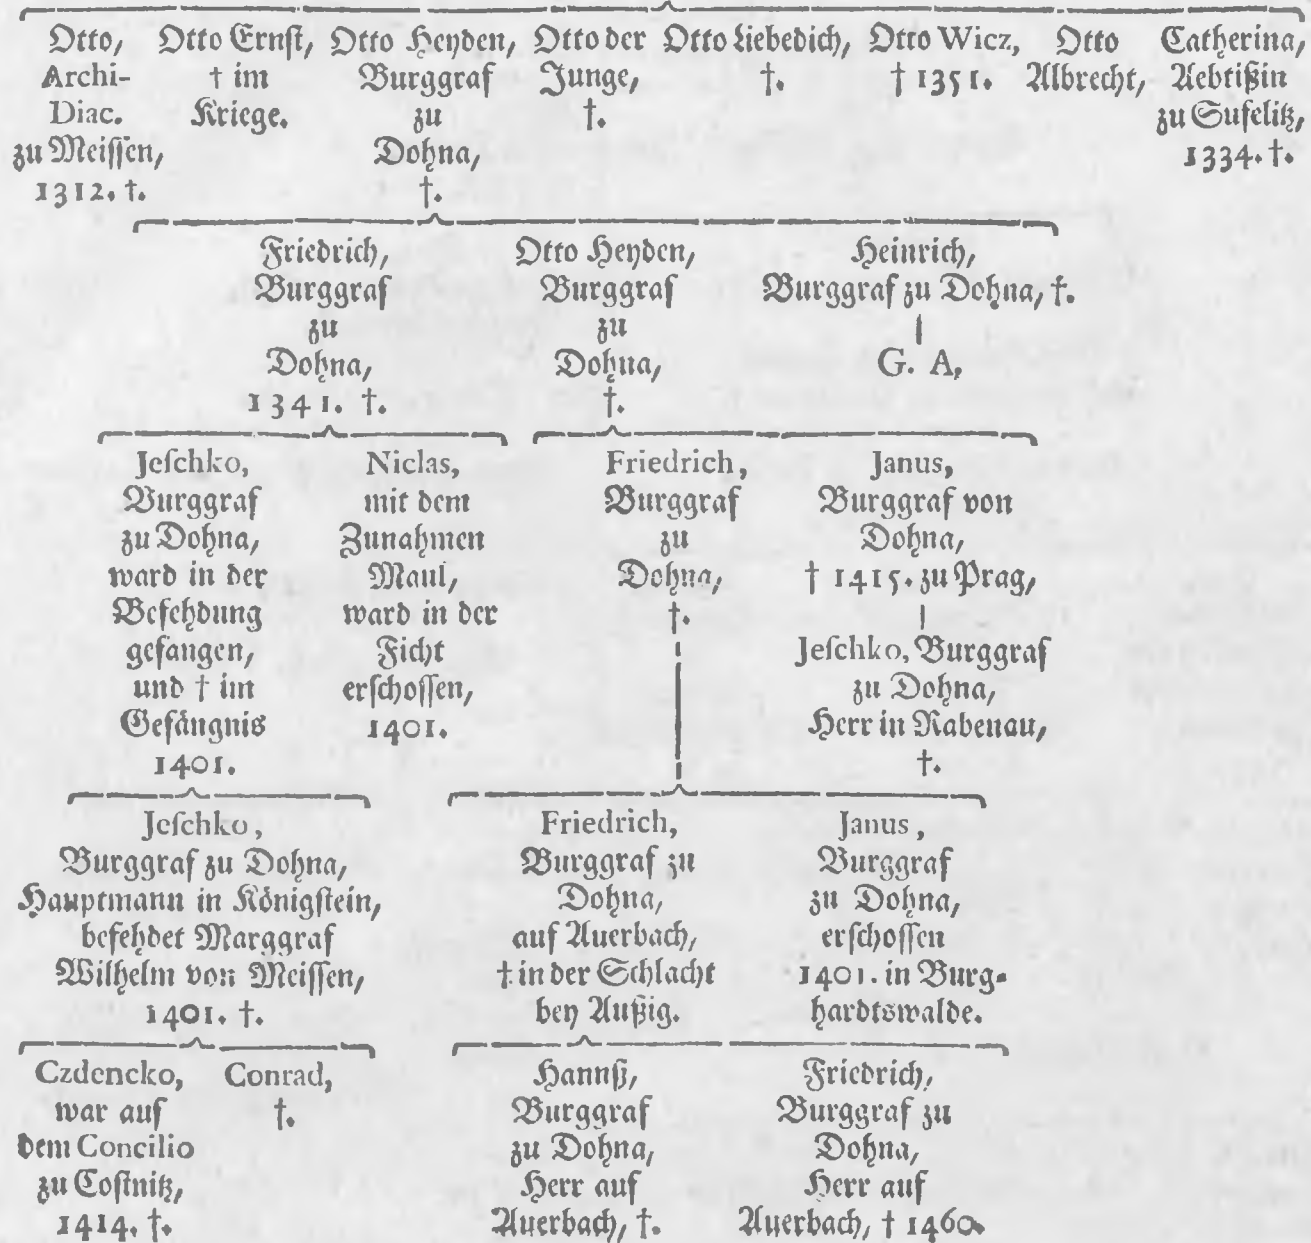 Otto,
Archi-
Diac.
zu Meissen,
1312. †.
Otto Ernst,
† im
Kriege.
Otto Heyden,
Burggraf
zu
Dohna,
†.
Otto der
Junge,
†.
Otto Liebedich,
†.
Otto Wicz,
† 1351.
Otto
Albrecht,
Catherina,
Aebtißin
zu Suselitz,
1334. †.
Friedrich,
Burggraf
zu
Dohna,
1341. †.
Otto Heyden,
Burggraf
zu
Dohna,
†.
Heinrich,
Burggraf zu Dohna, †.
G. A,
Jeschko,
Burggraf
zu Dohna,
ward in der
Befehdung
gefangen,
und † im
Gefängnis
1401.
Niclas,
mit dem
Zunahmen
Maul,
ward in der
Ficht
erschossen,
1401.
Friedrich,
Burggraf
zu
Dohna,
†.
Janus,
Burggraf von
Dohna,
† 1415. zu Prag,
Jeschko, Burggraf
zu Dohna,
Herr in Rabenau,
†.
Jeschko,
Burggraf zu Dohna,
Hauptmann in Königstein,
befehdet Marggraf
Wilhelm von Meissen,
1401. †.
Friedrich,
Burggraf zu
Dohna,
auf Auerbach,
† in der Schlacht
bey Außig.
Janus,
Burggraf
zu Dohna,
erschossen
1401. in Burg-
hardtswalde.
Czdencko,
war auf
dem Concilio
zu Costnitz,
1414. †.
Conrad,
†.
Hannß,
Burggraf
zu Dohna,
Herr auf
Auerbach, †.
Friedrich,
Burggraf zu
Dohna,
Herr auf
Auerbach, † 1460.